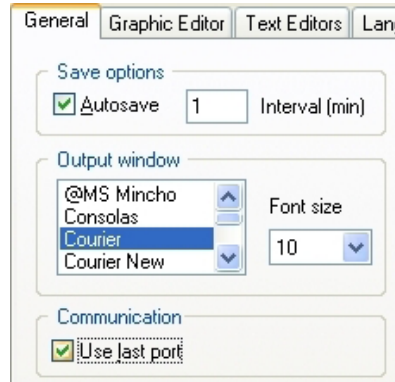 General Graphic Editor Text Editors Lan
Save options
Autosave 1 Interval (min)
Output window
@MS Mincho
Consolas
Courier
Courier New
Font size
10
Communication
Use last port